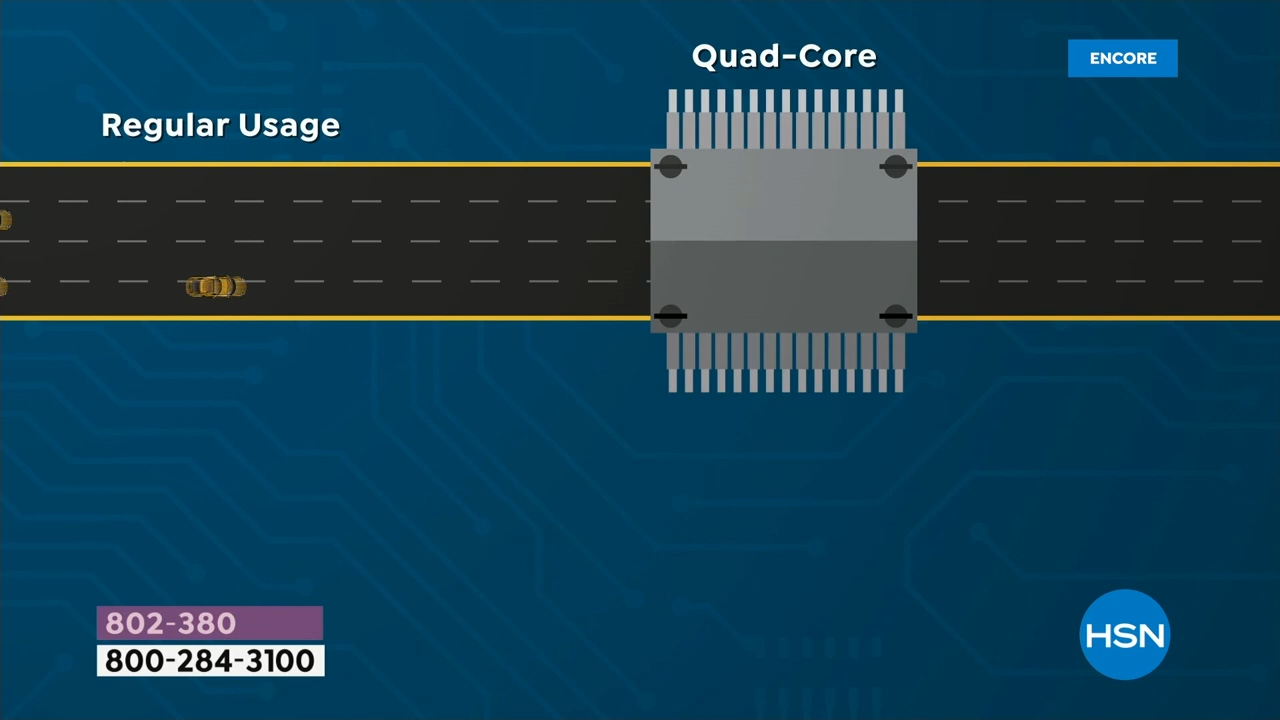 Quad-Core
ENCORE
Regular Usage
802-380
800-284-3100
HSN